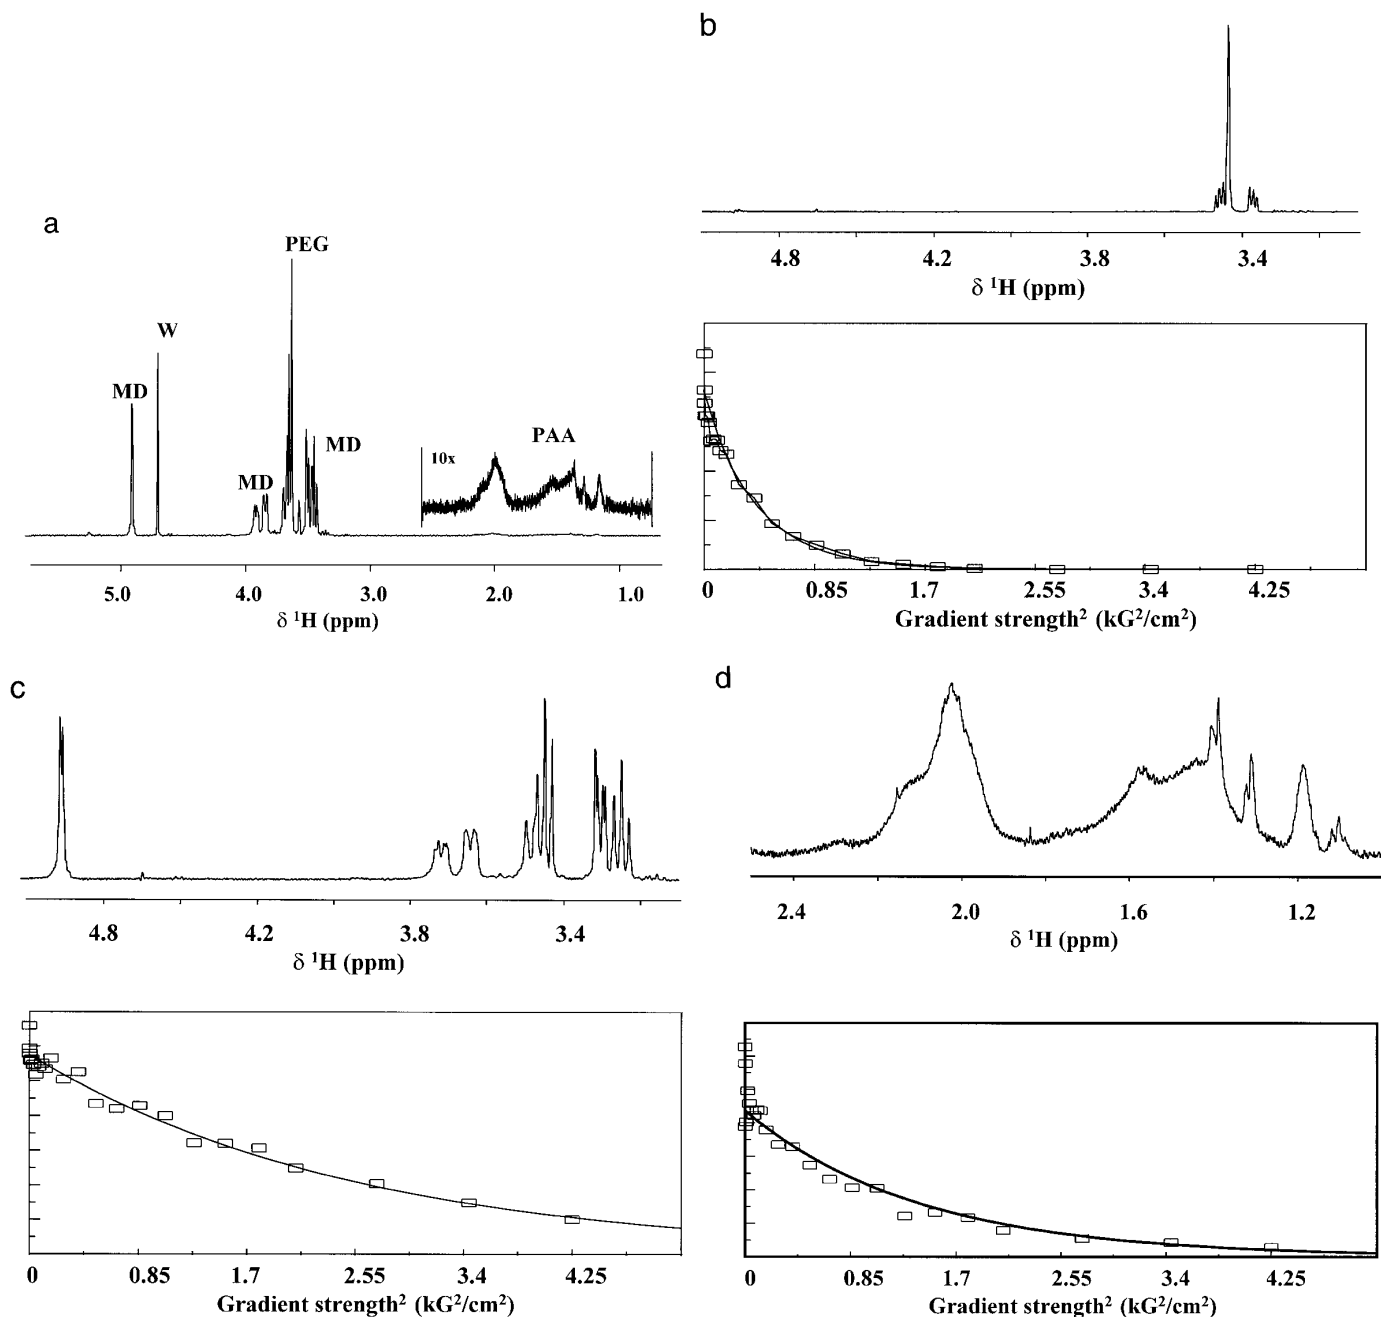 a
PEG
W
MD
MD
MD
PAA
10x
5.0 4.0 3.0 2.0 1.0
δ ¹H (ppm)
b
4.8 4.2 3.8 3.4
δ ¹H (ppm)
0 0.85 1.7 2.55 3.4 4.25
Gradient strength² (kG²/cm²)
c
4.8 4.2 3.8 3.4
δ ¹H (ppm)
0 0.85 1.7 2.55 3.4 4.25
Gradient strength² (kG²/cm²)
d
2.4 2.0 1.6 1.2
δ ¹H (ppm)
0 0.85 1.7 2.55 3.4 4.25
Gradient strength² (kG²/cm²)